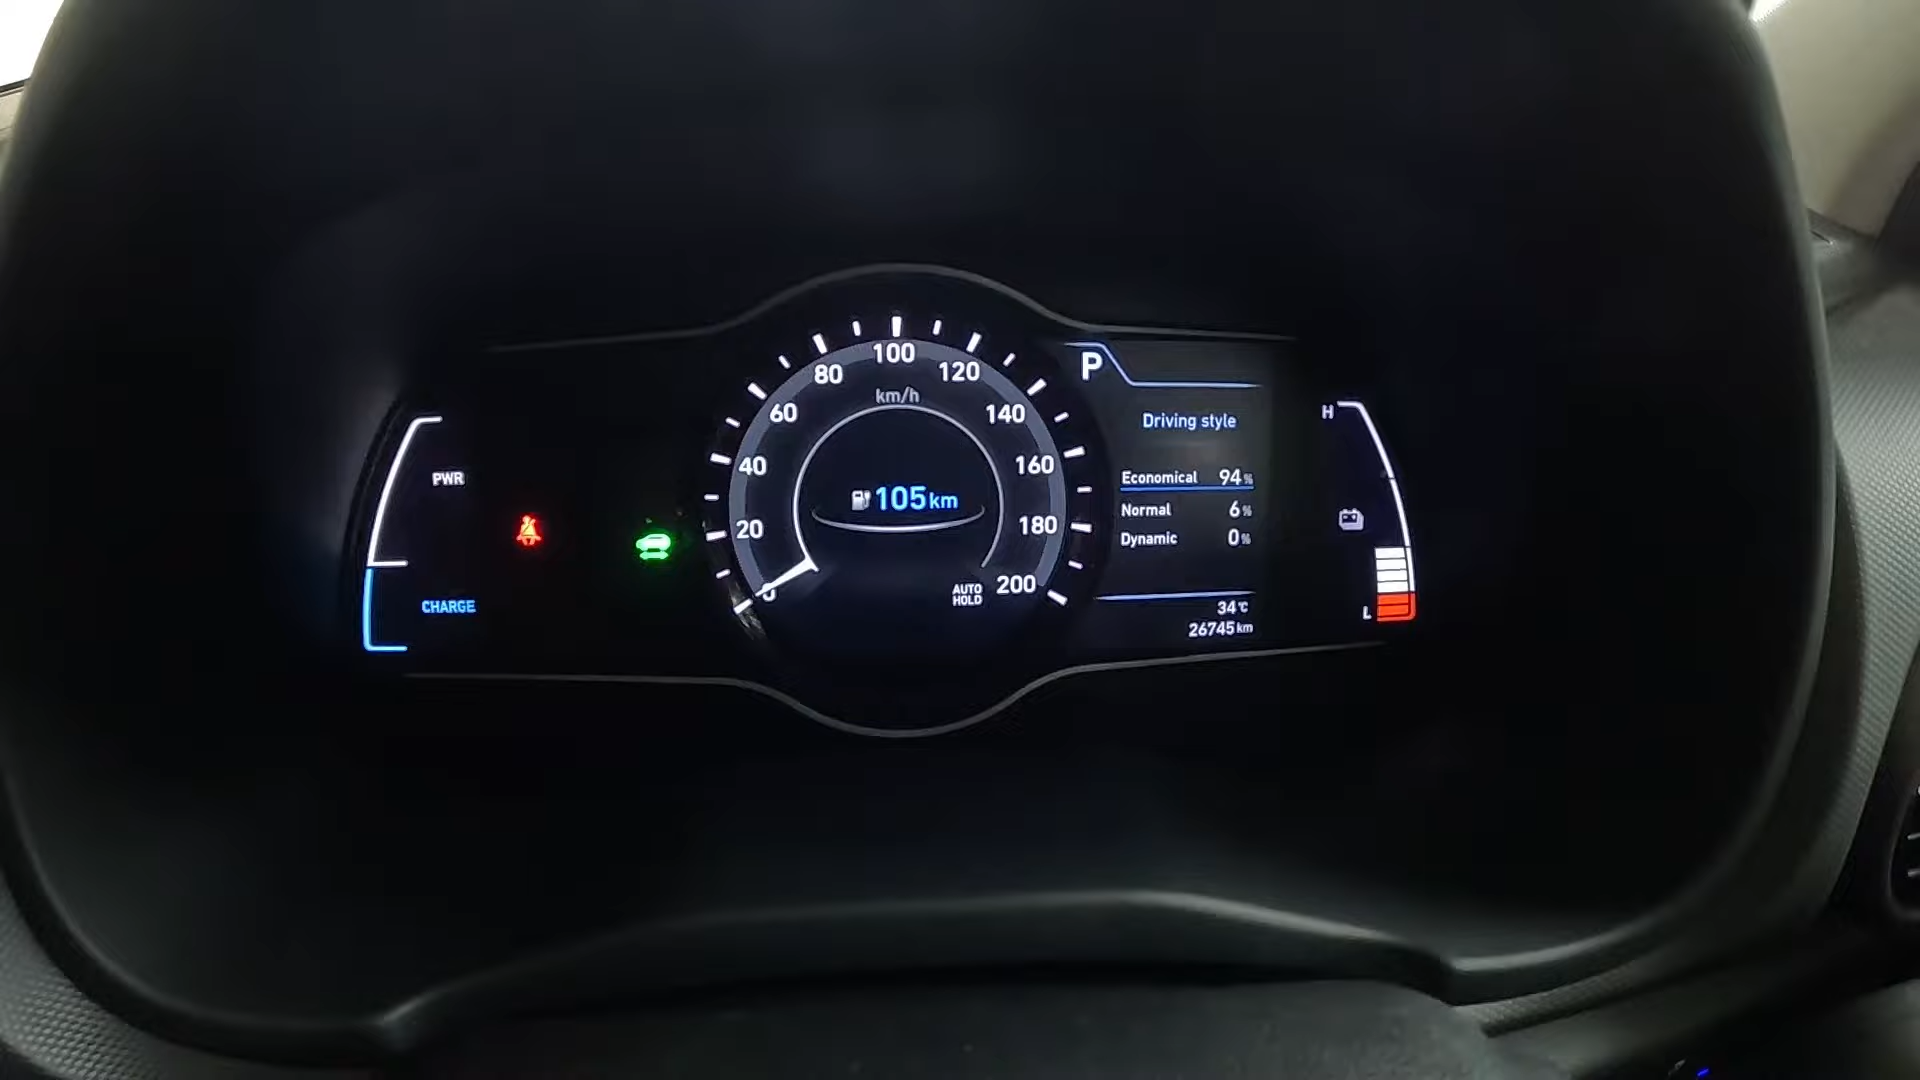 PWR
CHARGE
0
20
40
60
80
100
120
140
160
180
200
km/h
105 km
AUTO
HOLD
P
Driving style
Economical 94%
Normal 6%
Dynamic 0%
34°C
26745 km
H
L